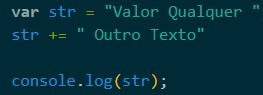 var str = "Valor Qualquer "
str += " Outro Texto"
console.log(str);